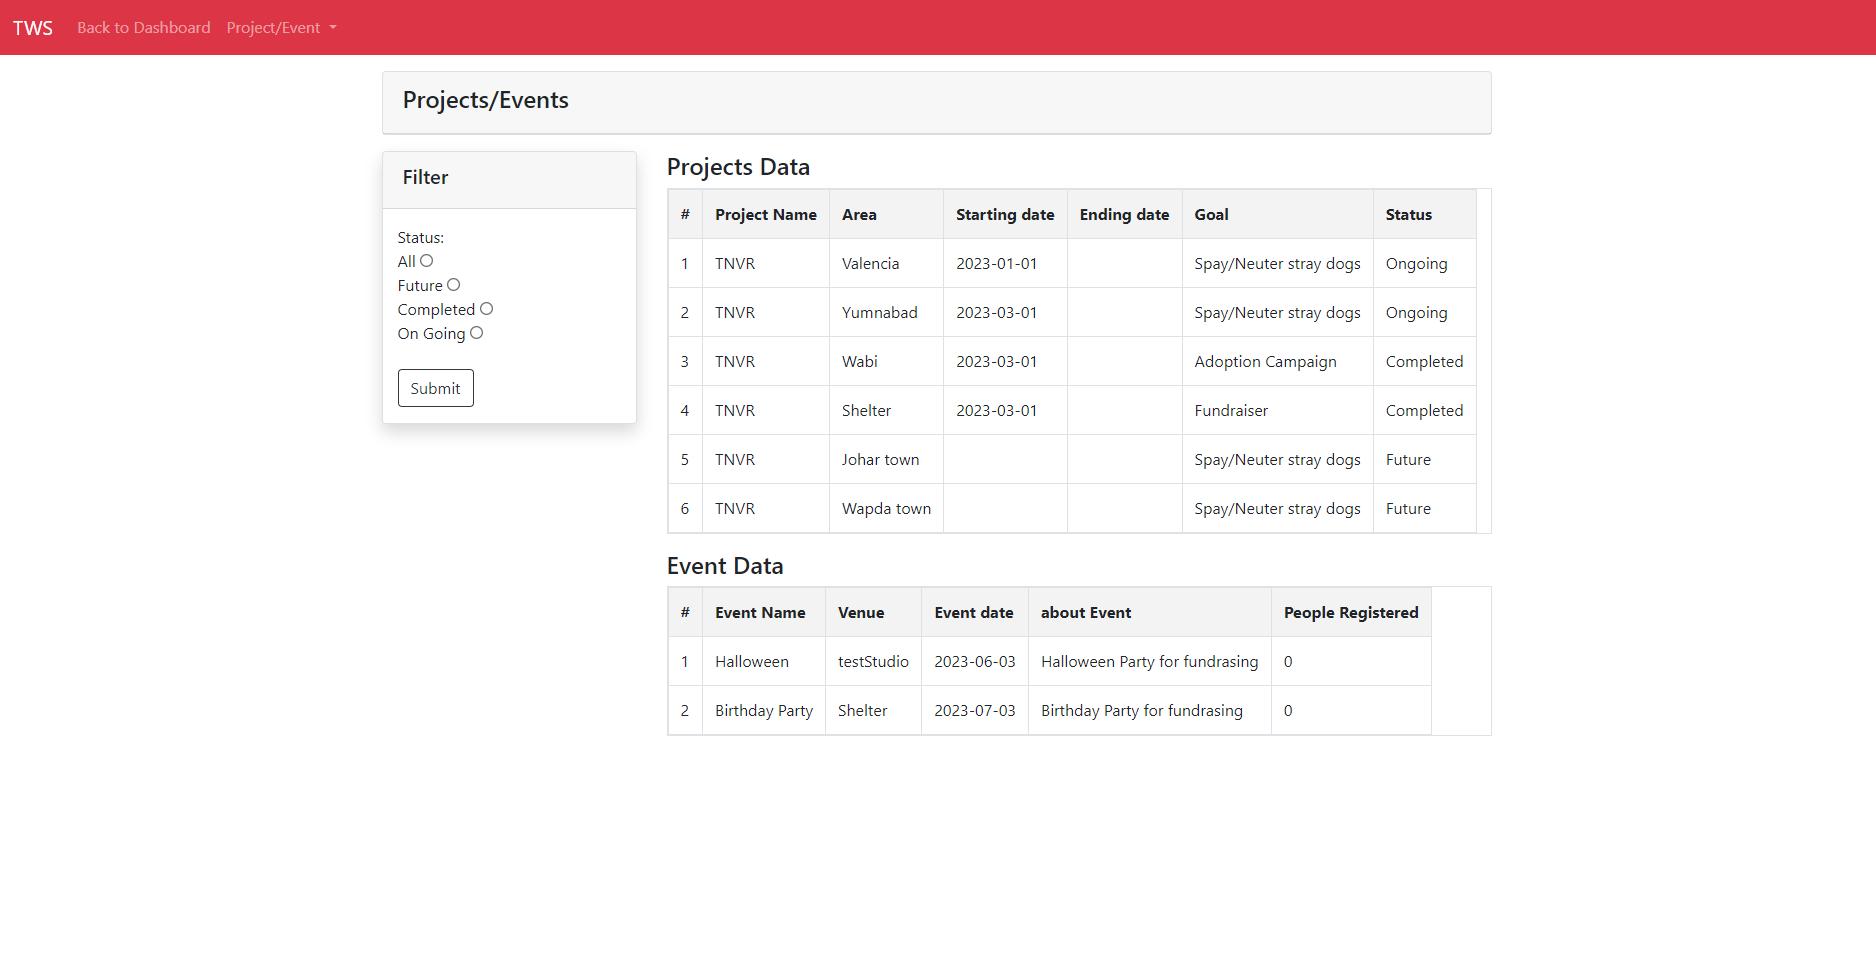 TWS Back to Dashboard Project/Event
Projects/Events
Filter
Status:
All
Future
Completed
On Going
Submit
Projects Data
# Project Name Area Starting date Ending date Goal Status
1 TNVR Valencia 2023-01-01 Spay/Neuter stray dogs Ongoing
2 TNVR Yumnabad 2023-03-01 Spay/Neuter stray dogs Ongoing
3 TNVR Wabi 2023-03-01 Adoption Campaign Completed
4 TNVR Shelter 2023-03-01 Fundraiser Completed
5 TNVR Johar town Spay/Neuter stray dogs Future
6 TNVR Wapda town Spay/Neuter stray dogs Future
Event Data
# Event Name Venue Event date about Event People Registered
1 Halloween testStudio 2023-06-03 Halloween Party for fundrasing 0
2 Birthday Party Shelter 2023-07-03 Birthday Party for fundrasing 0